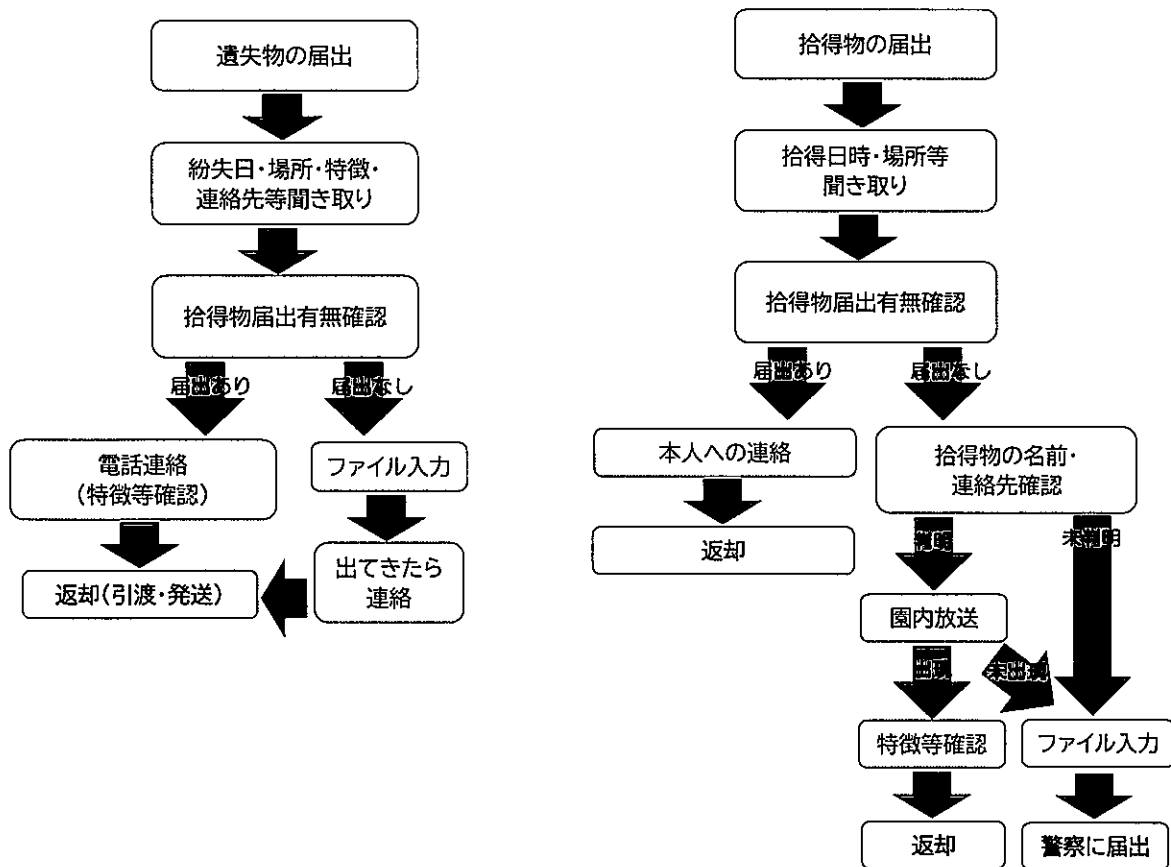 遺失物の届出
紛失日・場所・特徴・
連絡先等聞き取り
拾得物届出有無確認
届出あり
届出なし
電話連絡
(特徴等確認)
ファイル入力
返却(引渡・発送)
出てきたら
連絡
拾得物の届出
拾得日時・場所等
聞き取り
拾得物届出有無確認
届出あり
届出なし
本人への連絡
拾得物の名前・
連絡先確認
返却
判明
未判明
園内放送
出現
未出現
特徴等確認
ファイル入力
返却
警察に届出